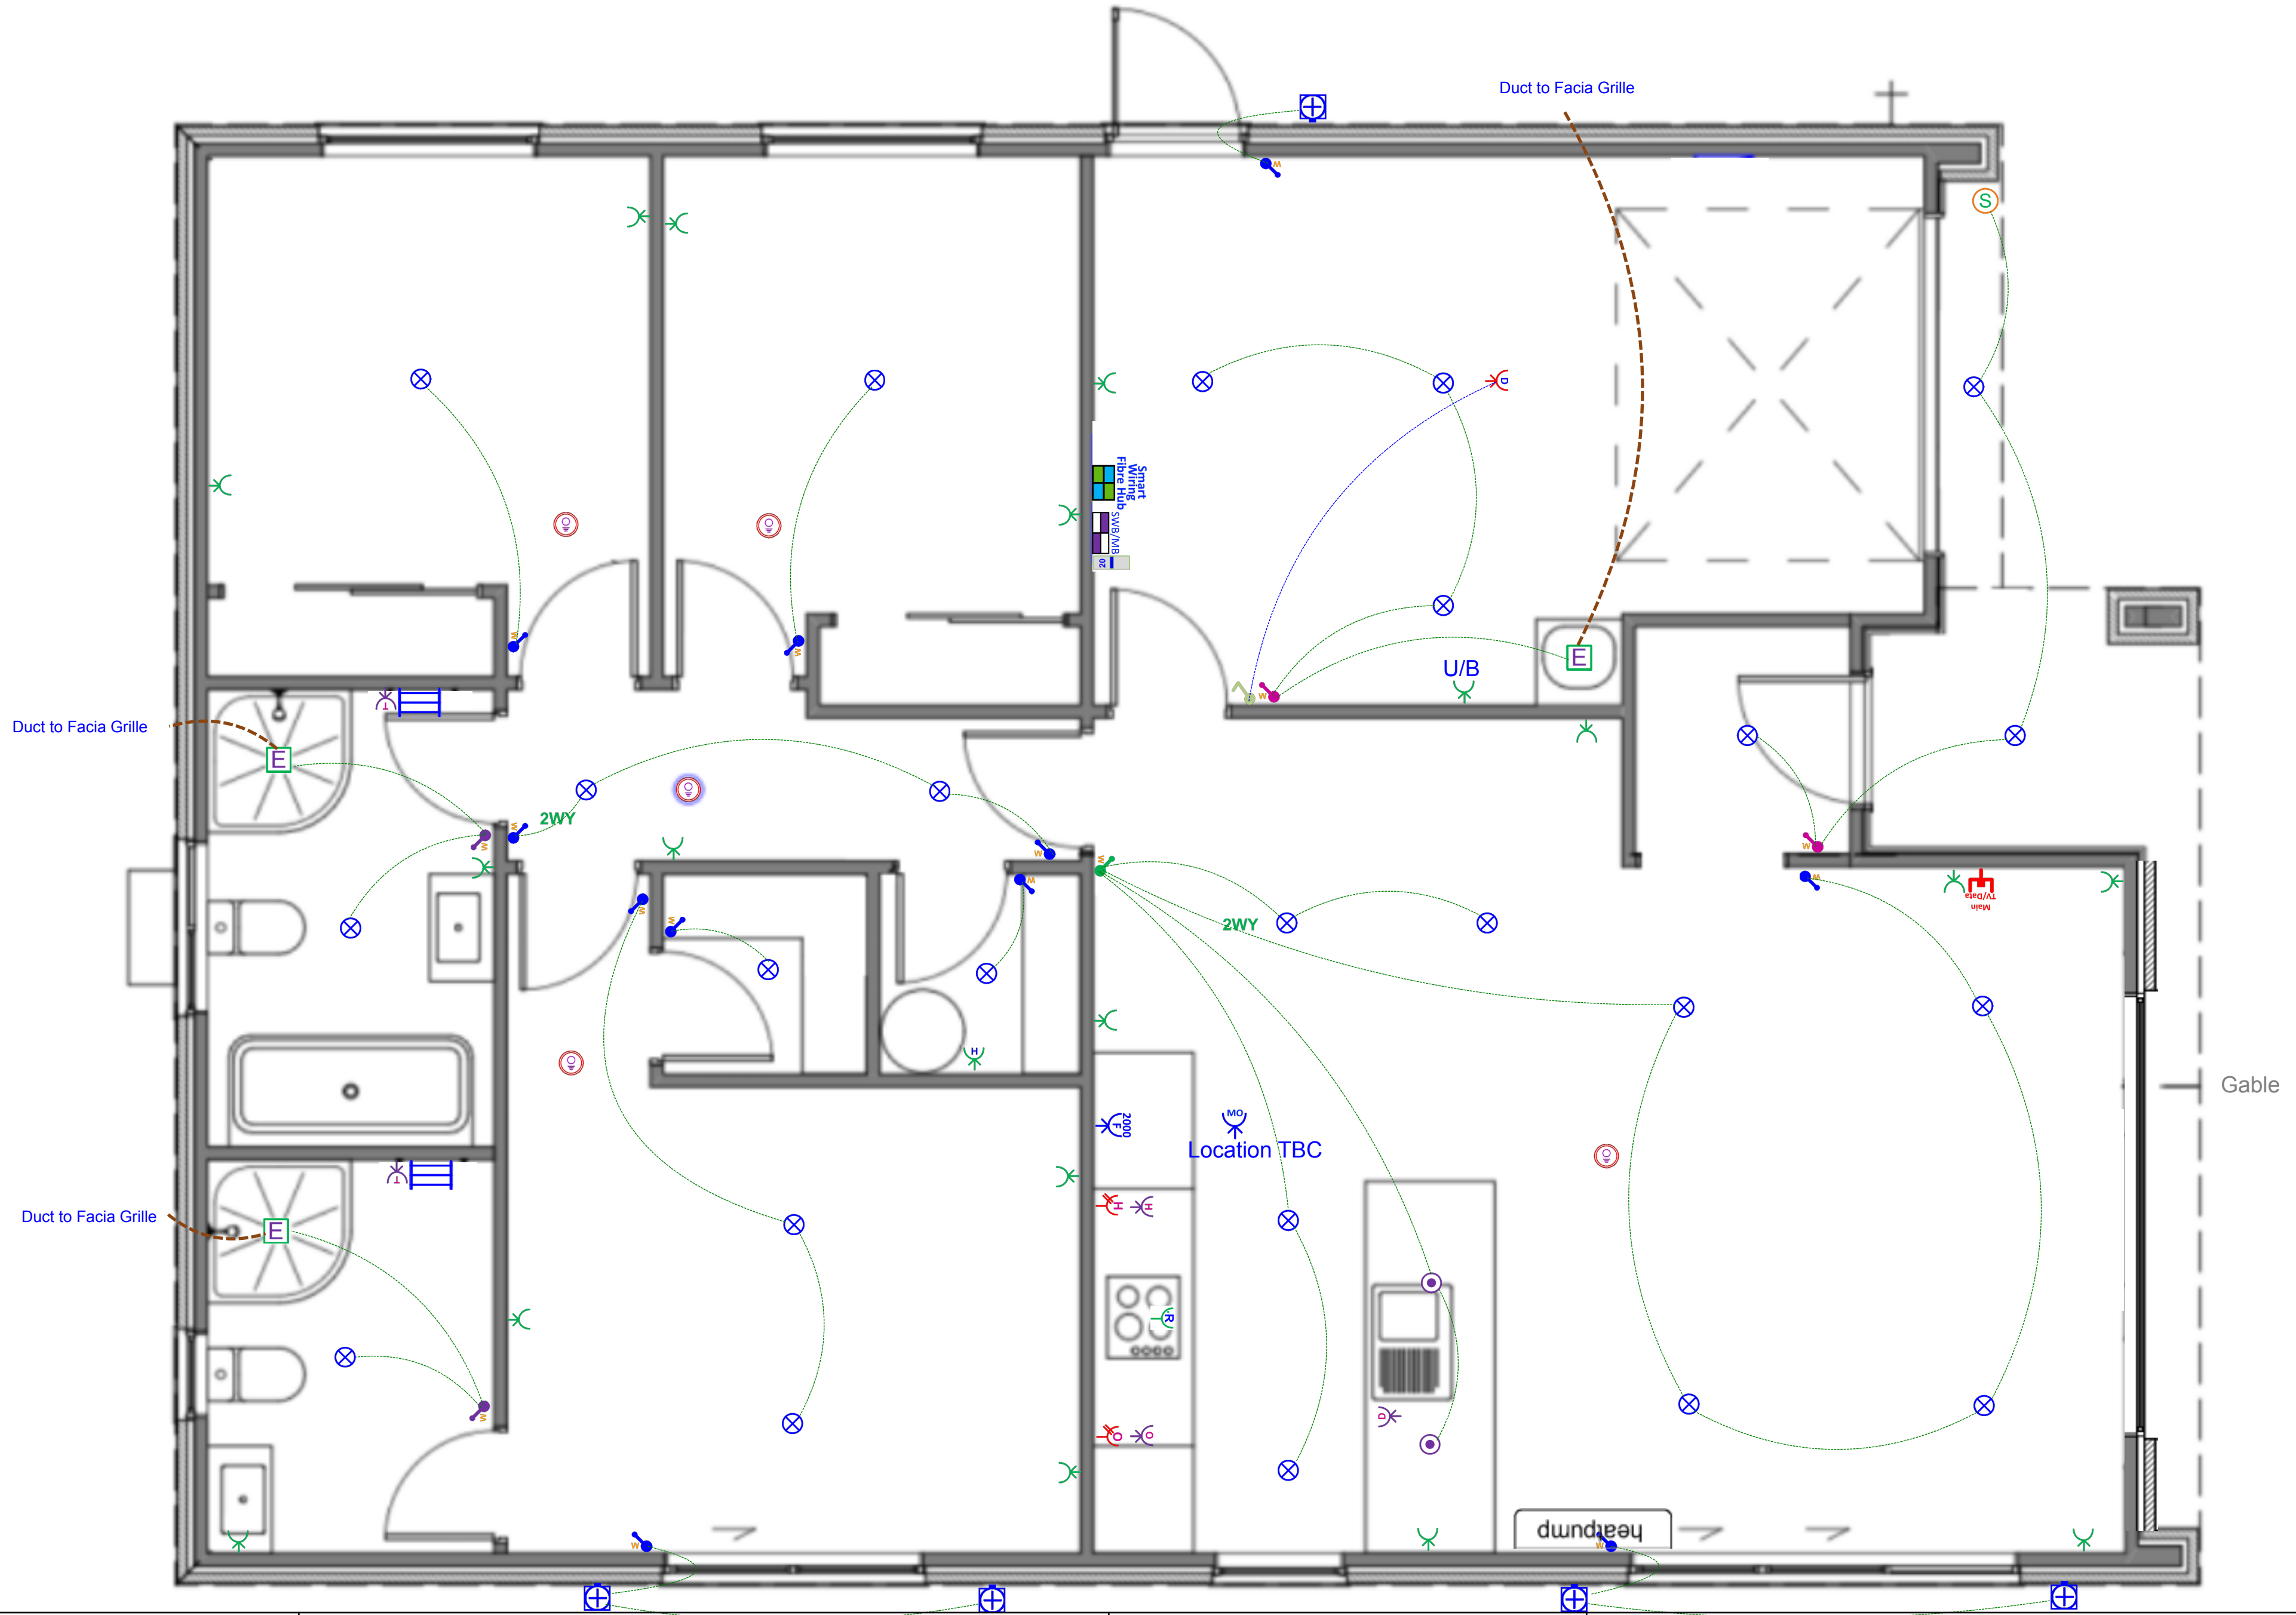 Duct to Facia Grille
W
S
D
Smart
Wiring
Fibre Hub
SWB/MB
20
W
W
W
E
U/B
T
Duct to Facia Grille
E
2WY
W
W
W
W
W
W
W
W
W
2WY
Main
TV/Data
H
Gable
2000
F
MO
Location TBC
T
H
H
Duct to Facia Grille
E
R
W
D
O
O
heatpump
W
W